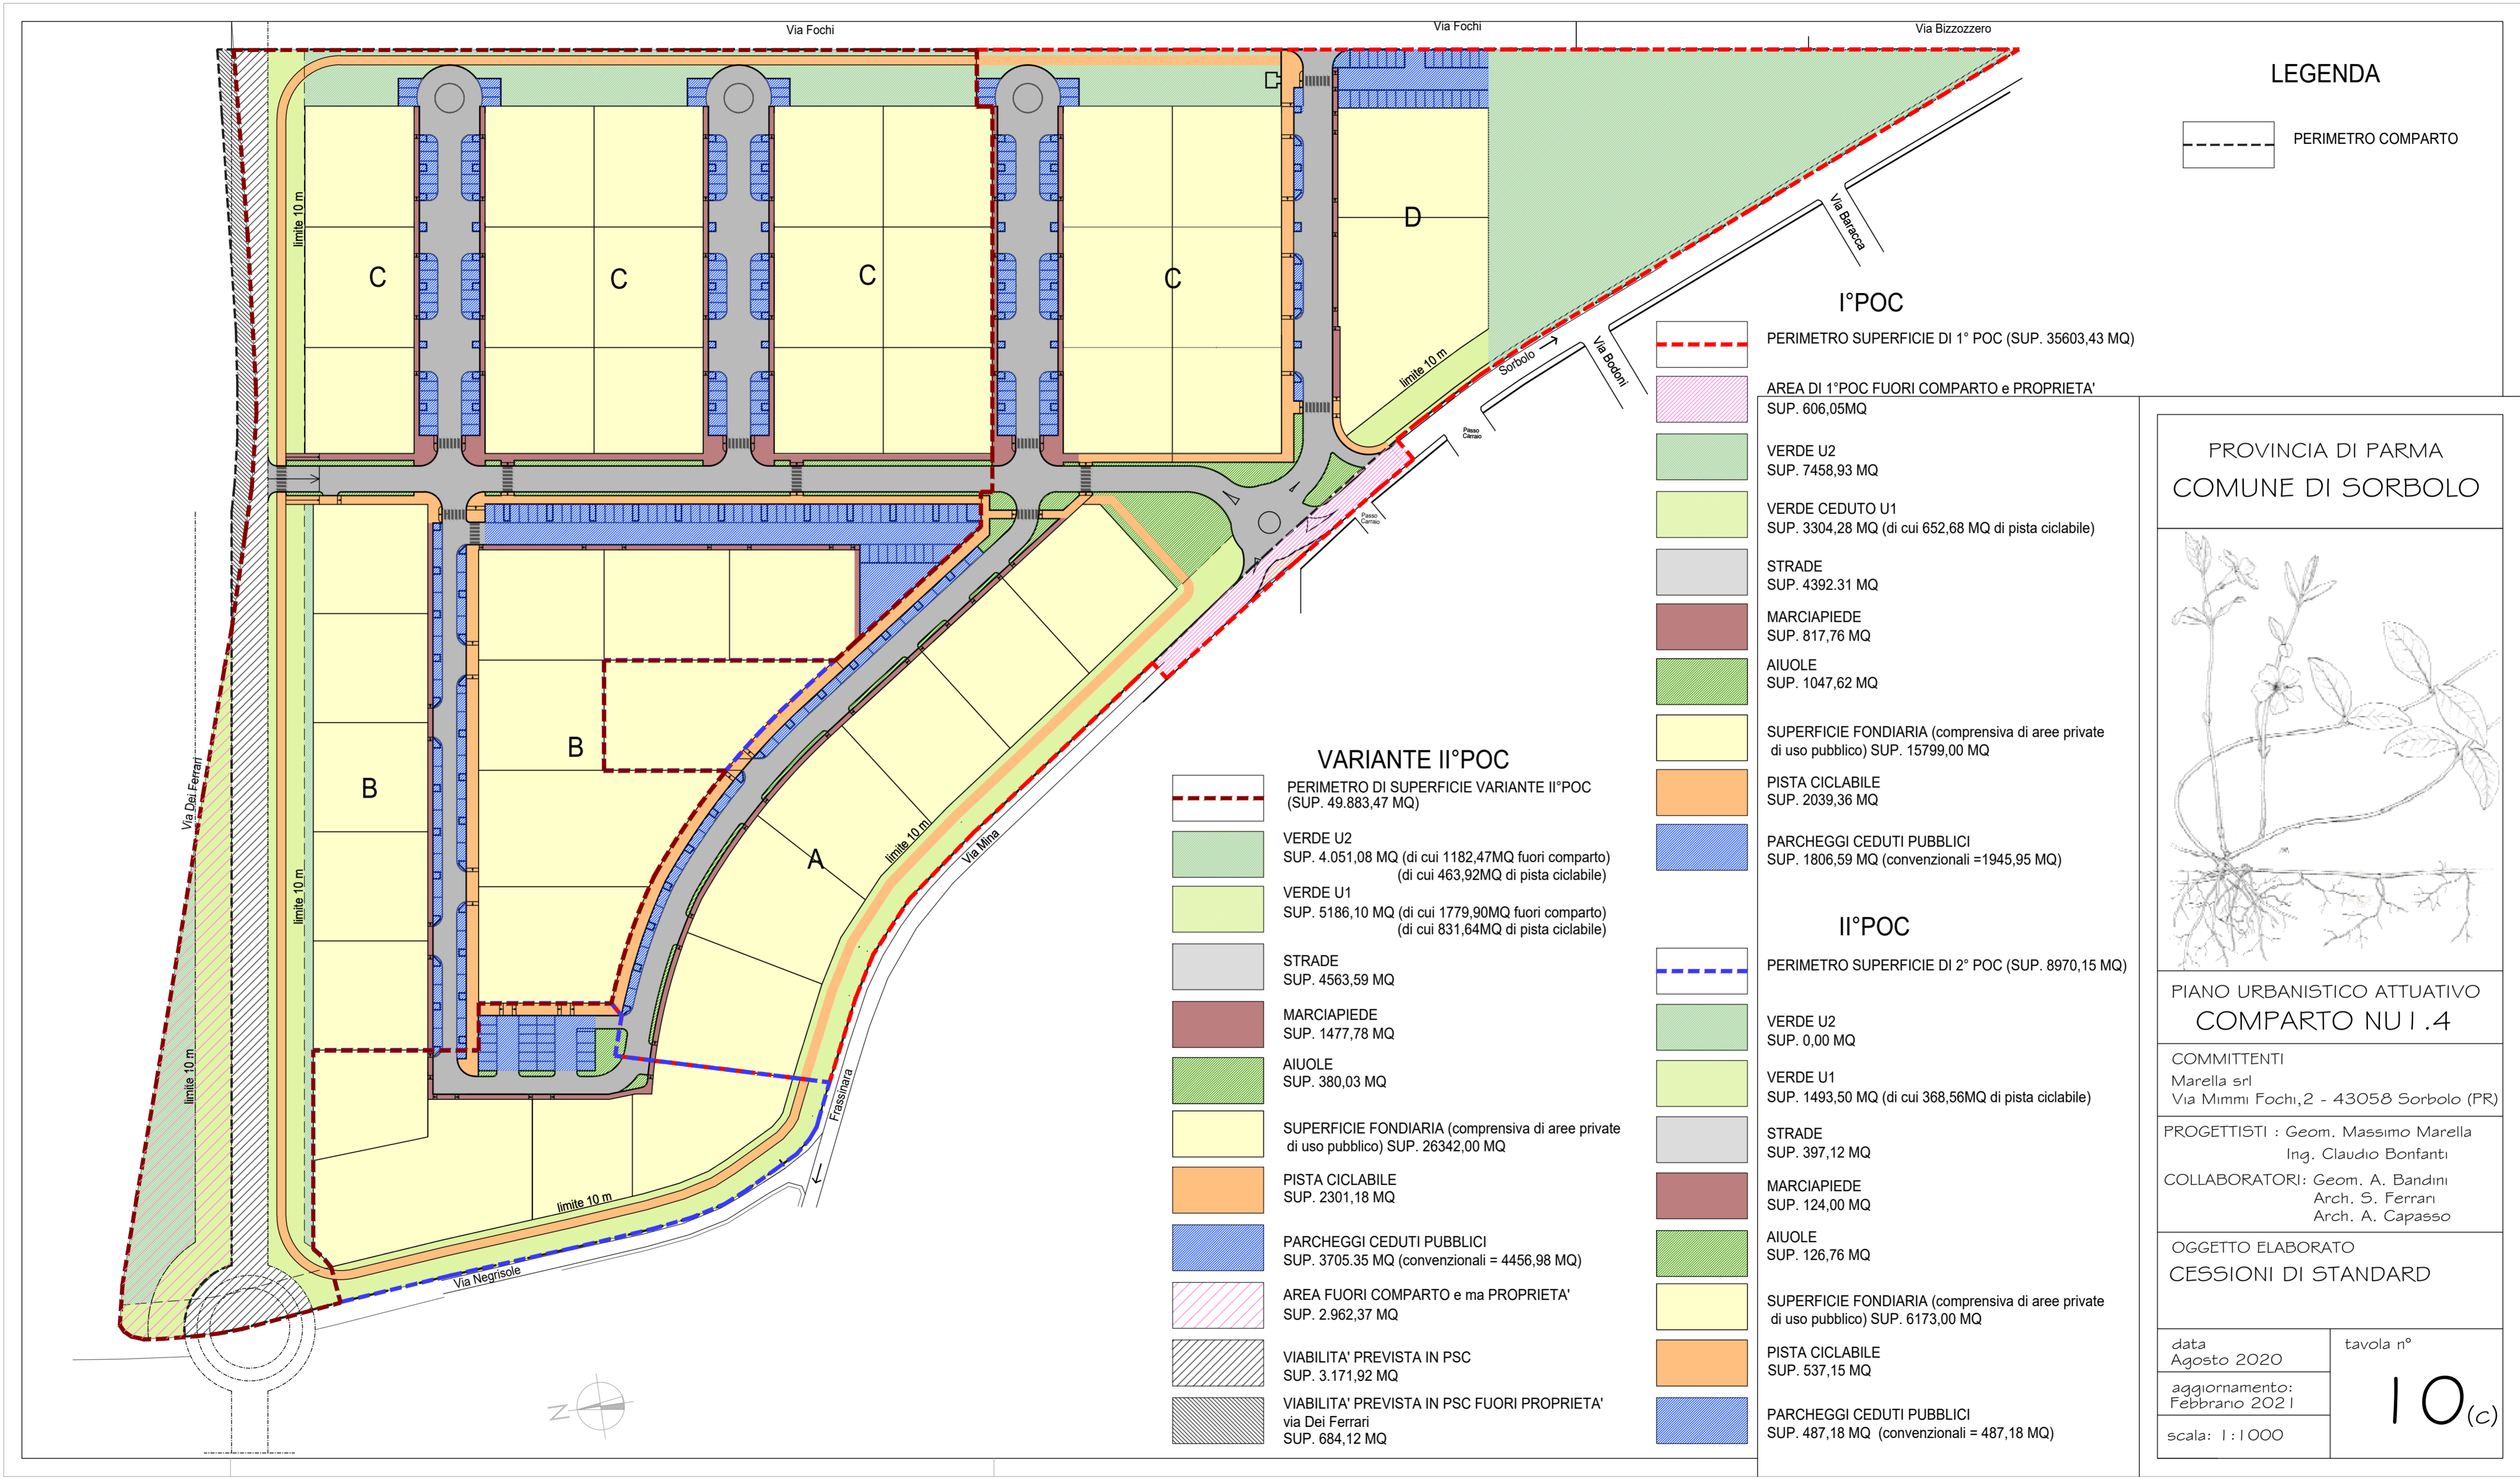 Via Fochi
Via Fochi
Via Bizzozzero
LEGENDA
PERIMETRO COMPARTO
limite 10 m
C
C
C
C
D
limite 10 m
Sorbolo
Via Baracca
Via Bodoni
Passo
Carraio
Passo
Carraio
B
B
A
limite 10 m
Via Mina
Via Dei Ferrari
limite 10 m
limite 10 m
limite 10 m
Frassinara
Via Negrisole
N
I°POC
PERIMETRO SUPERFICIE DI 1° POC (SUP. 35603,43 MQ)
AREA DI 1°POC FUORI COMPARTO e PROPRIETA'
SUP. 606,05MQ
VERDE U2
SUP. 7458,93 MQ
VERDE CEDUTO U1
SUP. 3304,28 MQ (di cui 652,68 MQ di pista ciclabile)
STRADE
SUP. 4392.31 MQ
MARCIAPIEDE
SUP. 817,76 MQ
AIUOLE
SUP. 1047,62 MQ
SUPERFICIE FONDIARIA (comprensiva di aree private
di uso pubblico) SUP. 15799,00 MQ
PISTA CICLABILE
SUP. 2039,36 MQ
PARCHEGGI CEDUTI PUBBLICI
SUP. 1806,59 MQ (convenzionali =1945,95 MQ)
II°POC
PERIMETRO SUPERFICIE DI 2° POC (SUP. 8970,15 MQ)
VERDE U2
SUP. 0,00 MQ
VERDE U1
SUP. 1493,50 MQ (di cui 368,56MQ di pista ciclabile)
STRADE
SUP. 397,12 MQ
MARCIAPIEDE
SUP. 124,00 MQ
AIUOLE
SUP. 126,76 MQ
SUPERFICIE FONDIARIA (comprensiva di aree private
di uso pubblico) SUP. 6173,00 MQ
PISTA CICLABILE
SUP. 537,15 MQ
PARCHEGGI CEDUTI PUBBLICI
SUP. 487,18 MQ (convenzionali = 487,18 MQ)
VARIANTE II°POC
PERIMETRO DI SUPERFICIE VARIANTE II°POC
(SUP. 49.883,47 MQ)
VERDE U2
SUP. 4.051,08 MQ (di cui 1182,47MQ fuori comparto)
(di cui 463,92MQ di pista ciclabile)
VERDE U1
SUP. 5186,10 MQ (di cui 1779,90MQ fuori comparto)
(di cui 831,64MQ di pista ciclabile)
STRADE
SUP. 4563,59 MQ
MARCIAPIEDE
SUP. 1477,78 MQ
AIUOLE
SUP. 380,03 MQ
SUPERFICIE FONDIARIA (comprensiva di aree private
di uso pubblico) SUP. 26342,00 MQ
PISTA CICLABILE
SUP. 2301,18 MQ
PARCHEGGI CEDUTI PUBBLICI
SUP. 3705.35 MQ (convenzionali = 4456,98 MQ)
AREA FUORI COMPARTO e ma PROPRIETA'
SUP. 2.962,37 MQ
VIABILITA' PREVISTA IN PSC
SUP. 3.171,92 MQ
VIABILITA' PREVISTA IN PSC FUORI PROPRIETA'
via Dei Ferrari
SUP. 684,12 MQ
PROVINCIA DI PARMA
COMUNE DI SORBOLO
PIANO URBANISTICO ATTUATIVO
COMPARTO NU1.4
COMMITTENTI
Marella srl
Via Mimmi Fochi,2 - 43058 Sorbolo (PR)
PROGETTISTI : Geom. Massimo Marella
Ing. Claudio Bonfanti
COLLABORATORI: Geom. A. Bandini
Arch. S. Ferrari
Arch. A. Capasso
OGGETTO ELABORATO
CESSIONI DI STANDARD
data
Agosto 2020
aggiornamento:
Febbrario 2021
scala: 1:1000
tavola n°
10(c)